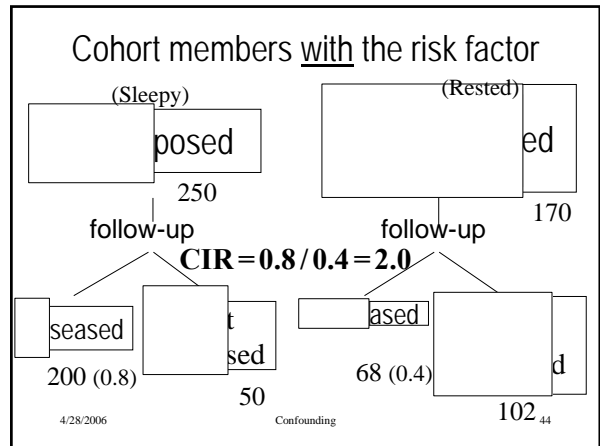 Cohort members with the risk factor
(Sleepy)
(Rested)
posed
ed
250
170
follow-up
follow-up
CIR = 0.8 / 0.4 = 2.0
seased
t
sed
ased
d
200 (0.8)
50
68 (0.4)
102
4/28/2006
Confounding
44